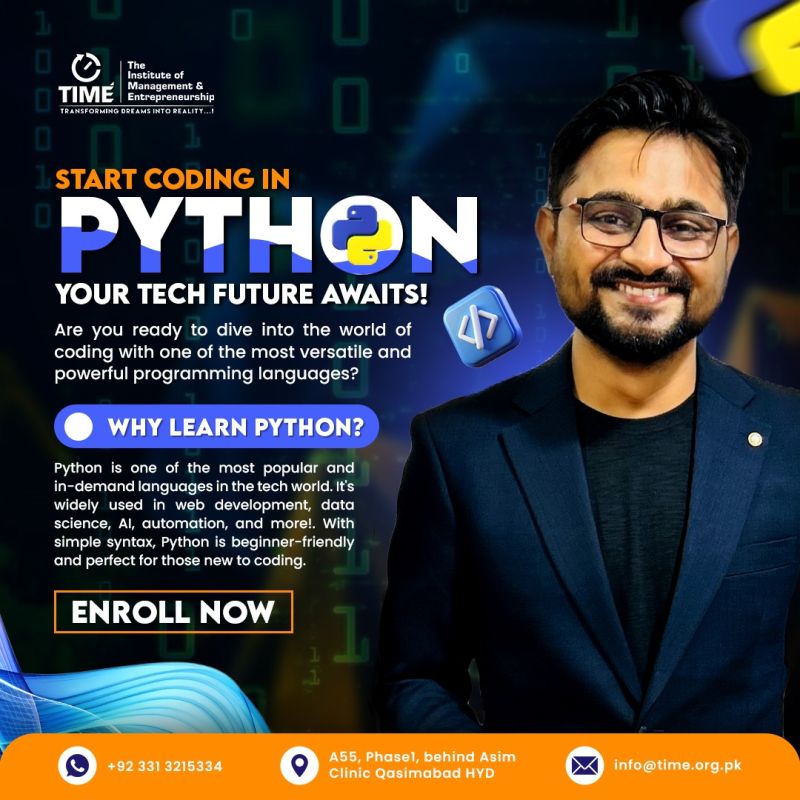 TIME
The
Institute of
Management &
Entrepreneurship
TRANSFORMING DREAMS INTO REALITY...!
START CODING IN
PYTHON
YOUR TECH FUTURE AWAITS!
Are you ready to dive into the world of
coding with one of the most versatile and
powerful programming languages?
</>
WHY LEARN PYTHON?
Python is one of the most popular and
in-demand languages in the tech world. It's
widely used in web development, data
science, AI, automation, and more!. With
simple syntax, Python is beginner-friendly
and perfect for those new to coding.
ENROLL NOW
+92 331 3215334
A55, Phase1, behind Asim
Clinic Qasimabad HYD
info@time.org.pk